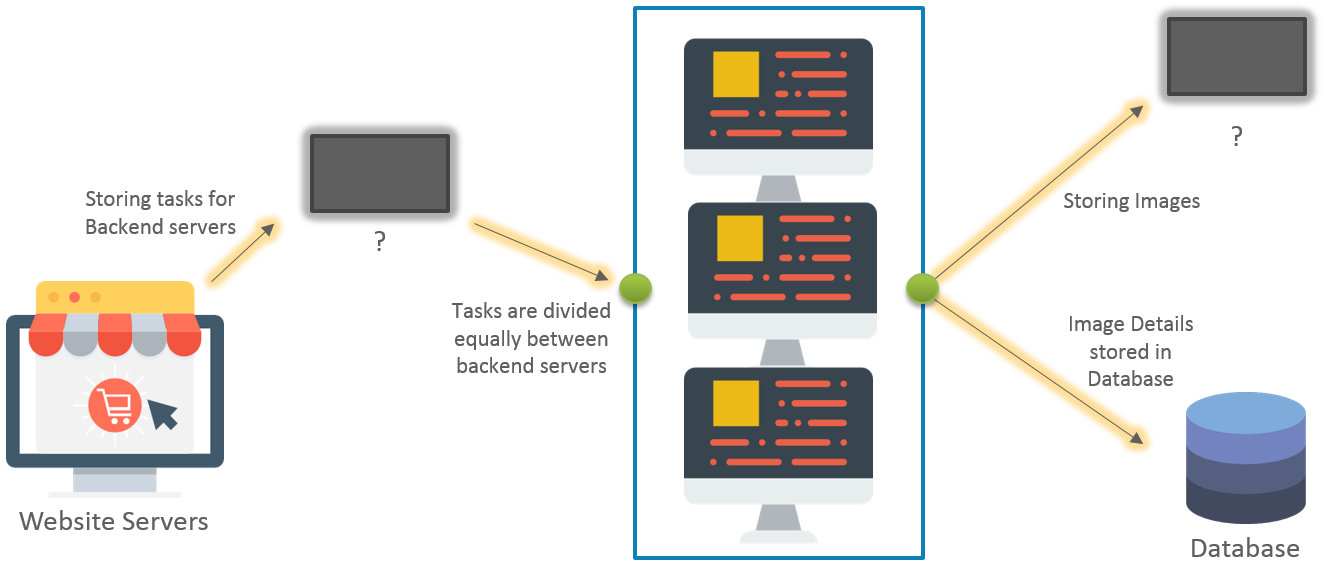 Storing tasks for
Backend servers
?
Website Servers
Tasks are divided
equally between
backend servers
?
Storing Images
Image Details
stored in
Database
Database